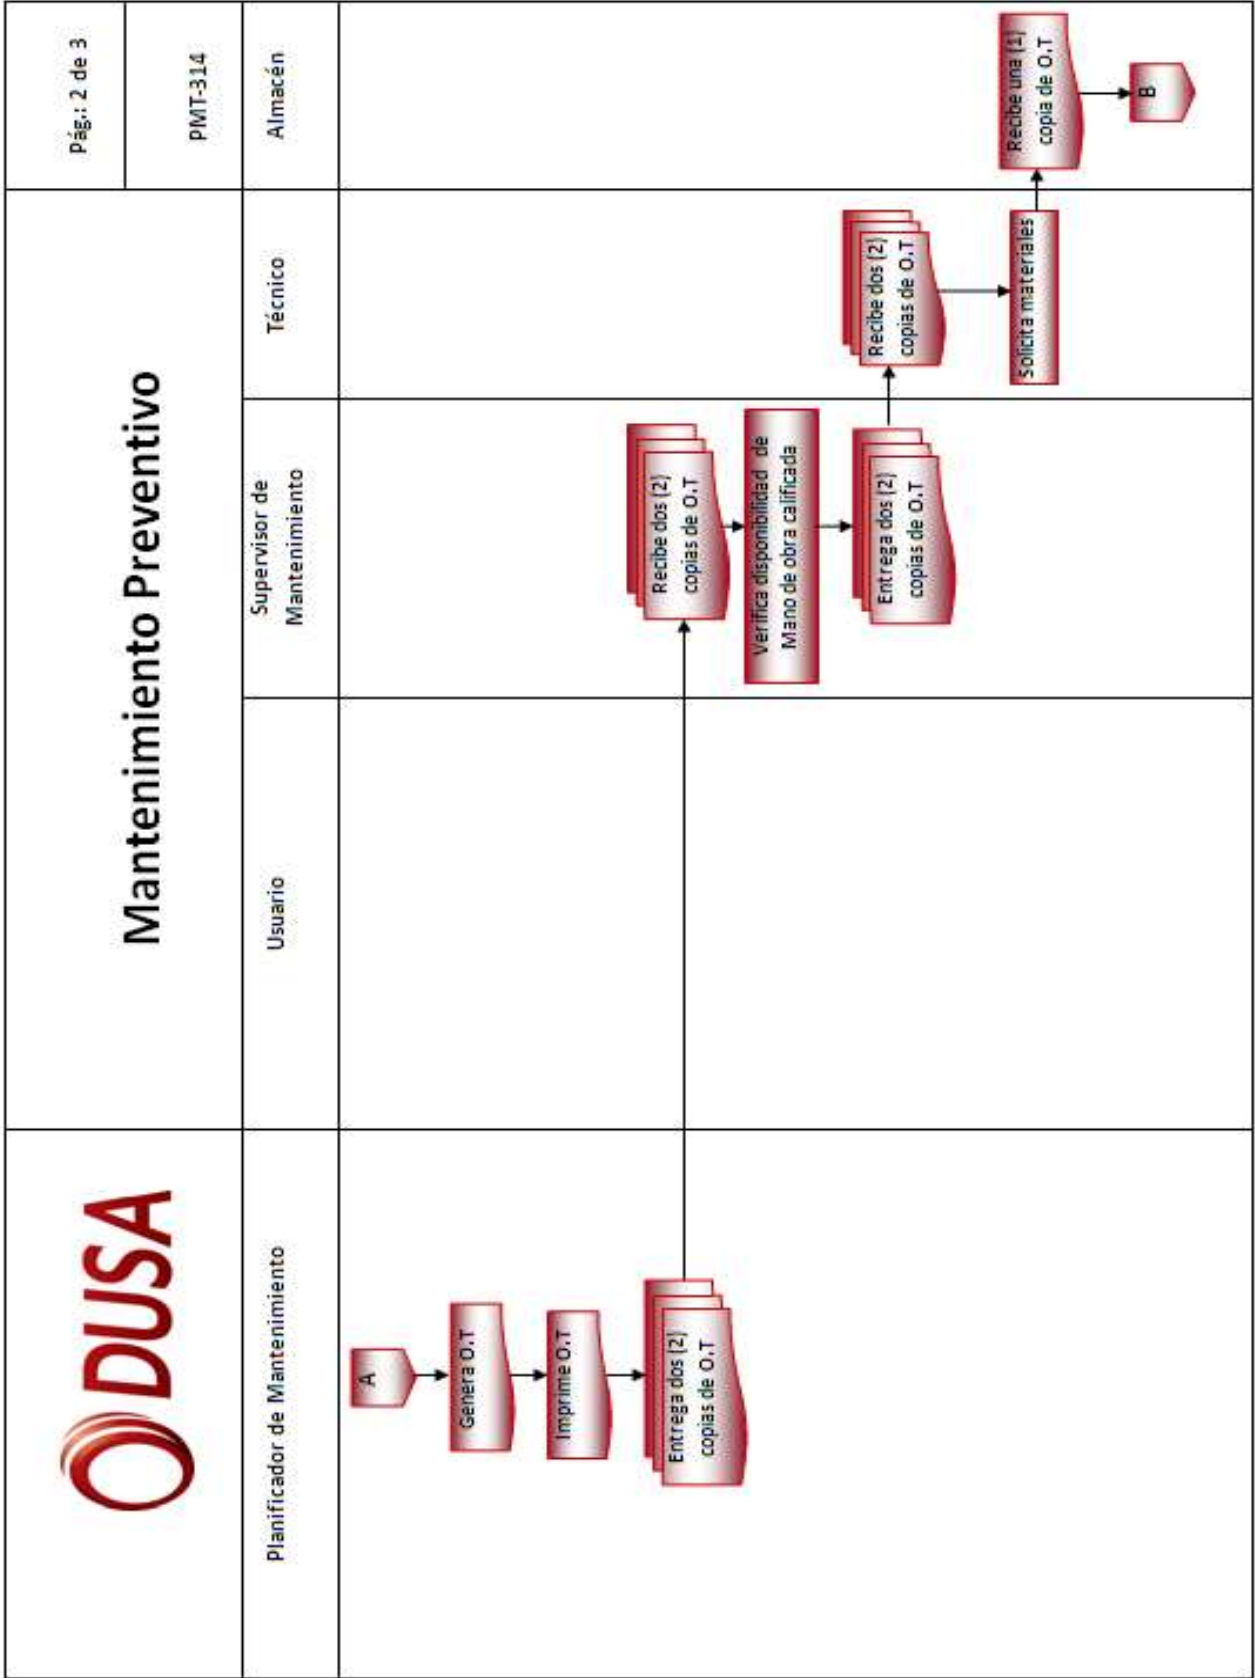 DUSA
Mantenimiento Preventivo
Pág.: 2 de 3
PMT-314
Planificador de Mantenimiento
Usuario
Supervisor de
Mantenimiento
Técnico
Almacén
A
Genera O.T
Imprime O.T
Entrega dos (2)
copias de O.T
Recibe dos (2)
copias de O.T
Verifica disponibilidad de
Mano de obra calificada
Entrega dos (2)
copias de O.T
Recibe dos (2)
copias de O.T
Solicita materiales
Recibe una (1)
copia de O.T
B